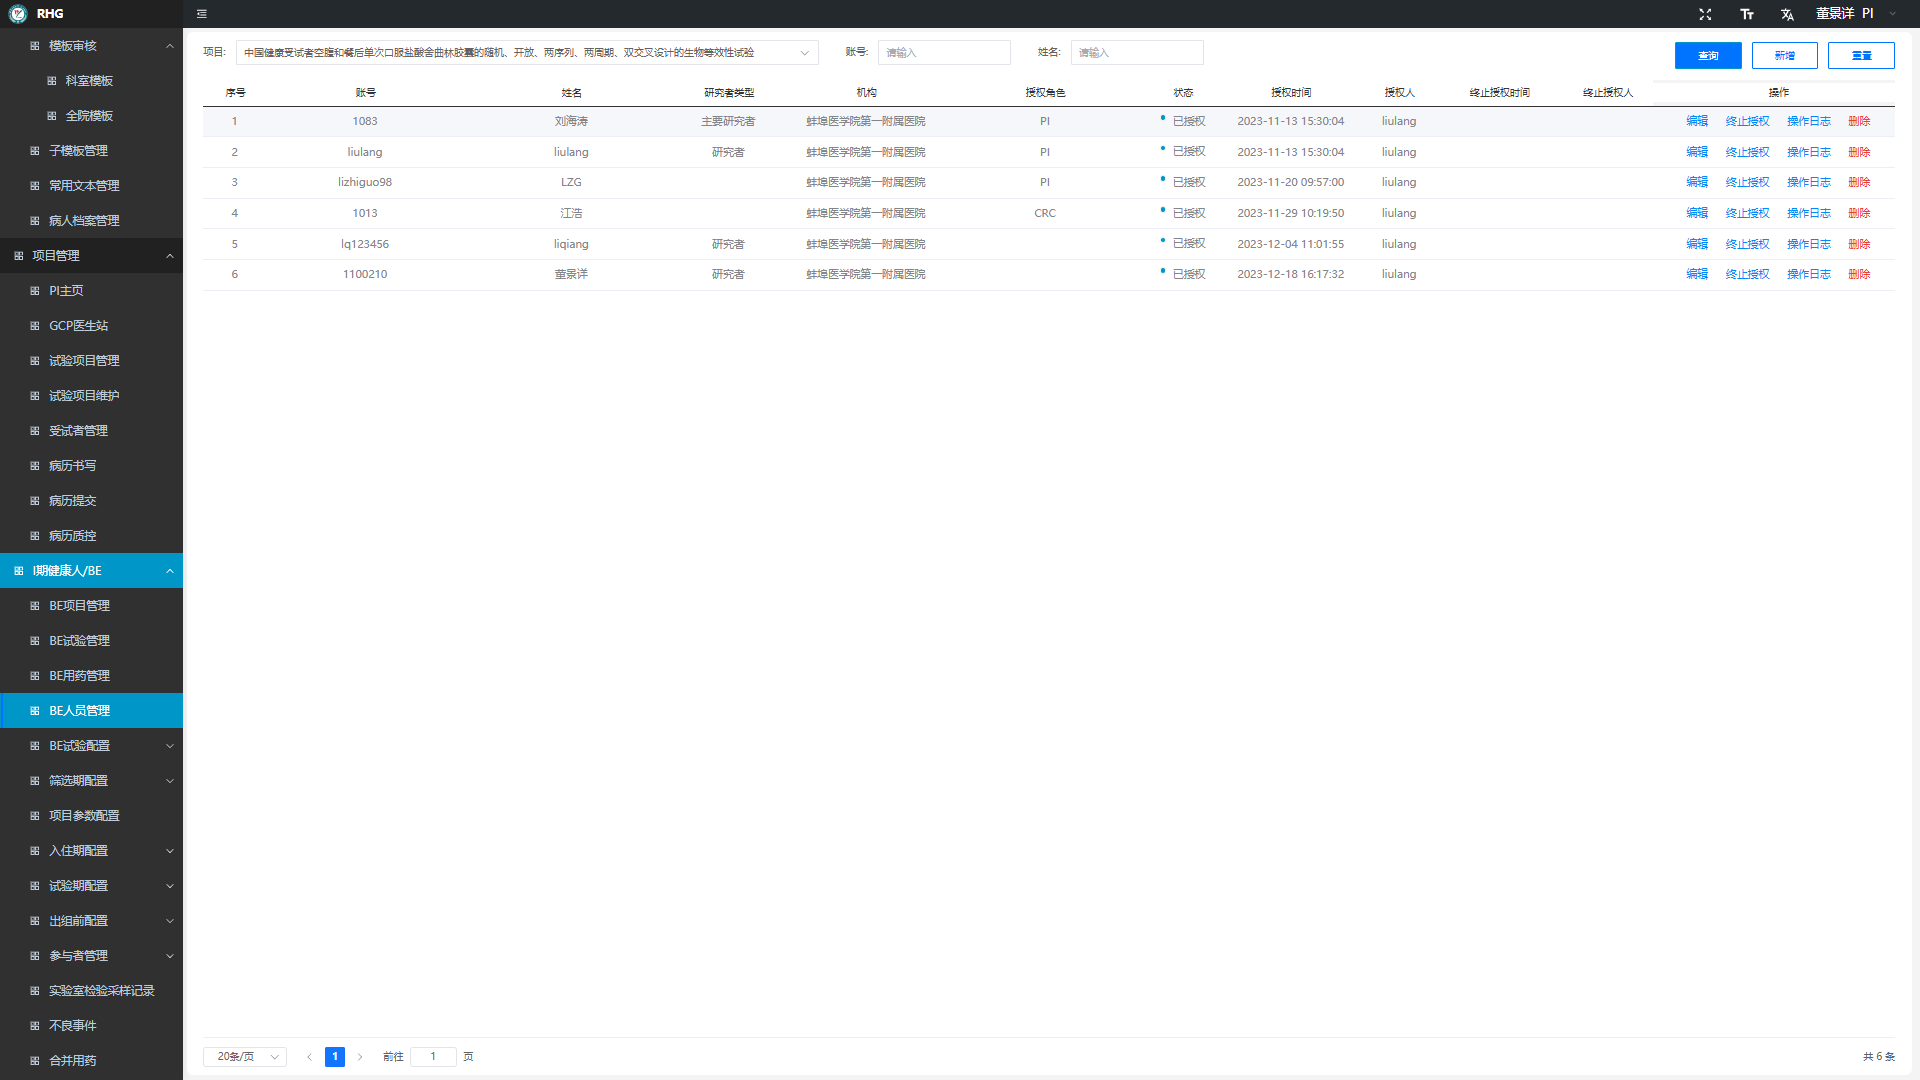 RHG
董景详 PI
模板审核
科室模板
全院模板
子模板管理
常用文本管理
病人档案管理
项目管理
PI主页
GCP医生站
试验项目管理
试验项目维护
受试者管理
病历书写
病历提交
病历质控
I期健康人/BE
BE项目管理
BE试验管理
BE用药管理
BE人员管理
BE试验配置
筛选期配置
项目参数配置
入住期配置
试验期配置
出组前配置
参与者管理
实验室检验采样记录
不良事件
合并用药
项目: 中国健康受试者空腹和餐后单次口服盐酸舍曲林胶囊的随机、开放、两序列、两周期、双交叉设计的生物等效性试验 账号: 请输入 姓名: 请输入 查询 新增 重置
序号 账号 姓名 研究者类型 机构 授权角色 状态 授权时间 授权人 终止授权时间 终止授权人 操作
1 1083 刘海涛 主要研究者 蚌埠医学院第一附属医院 PI 已授权 2023-11-13 15:30:04 liulang 编辑 终止授权 操作日志 删除
2 liulang liulang 研究者 蚌埠医学院第一附属医院 PI 已授权 2023-11-13 15:30:04 liulang 编辑 终止授权 操作日志 删除
3 lizhiguo98 LZG 蚌埠医学院第一附属医院 PI 已授权 2023-11-20 09:57:00 liulang 编辑 终止授权 操作日志 删除
4 1013 江浩 蚌埠医学院第一附属医院 CRC 已授权 2023-11-29 10:19:50 liulang 编辑 终止授权 操作日志 删除
5 lq123456 liqiang 研究者 蚌埠医学院第一附属医院 已授权 2023-12-04 11:01:55 liulang 编辑 终止授权 操作日志 删除
6 1100210 董景详 研究者 蚌埠医学院第一附属医院 已授权 2023-12-18 16:17:32 liulang 编辑 终止授权 操作日志 删除
20条/页 1 前往 1 页 共 6 条